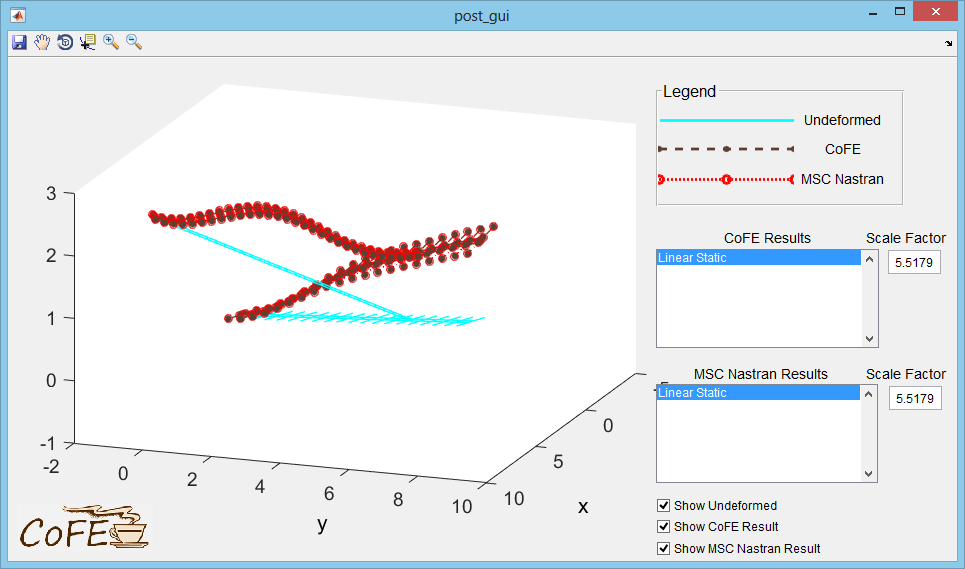 post_gui
Legend
Undeformed
CoFE
MSC Nastran
CoFE Results
Scale Factor
Linear Static
5.5179
MSC Nastran Results
Scale Factor
Linear Static
5.5179
Show Undeformed
Show CoFE Result
Show MSC Nastran Result
3
2
1
0
-1
-2
0
2
4
6
8
10
y
10
5
0
-5
x
CoFE